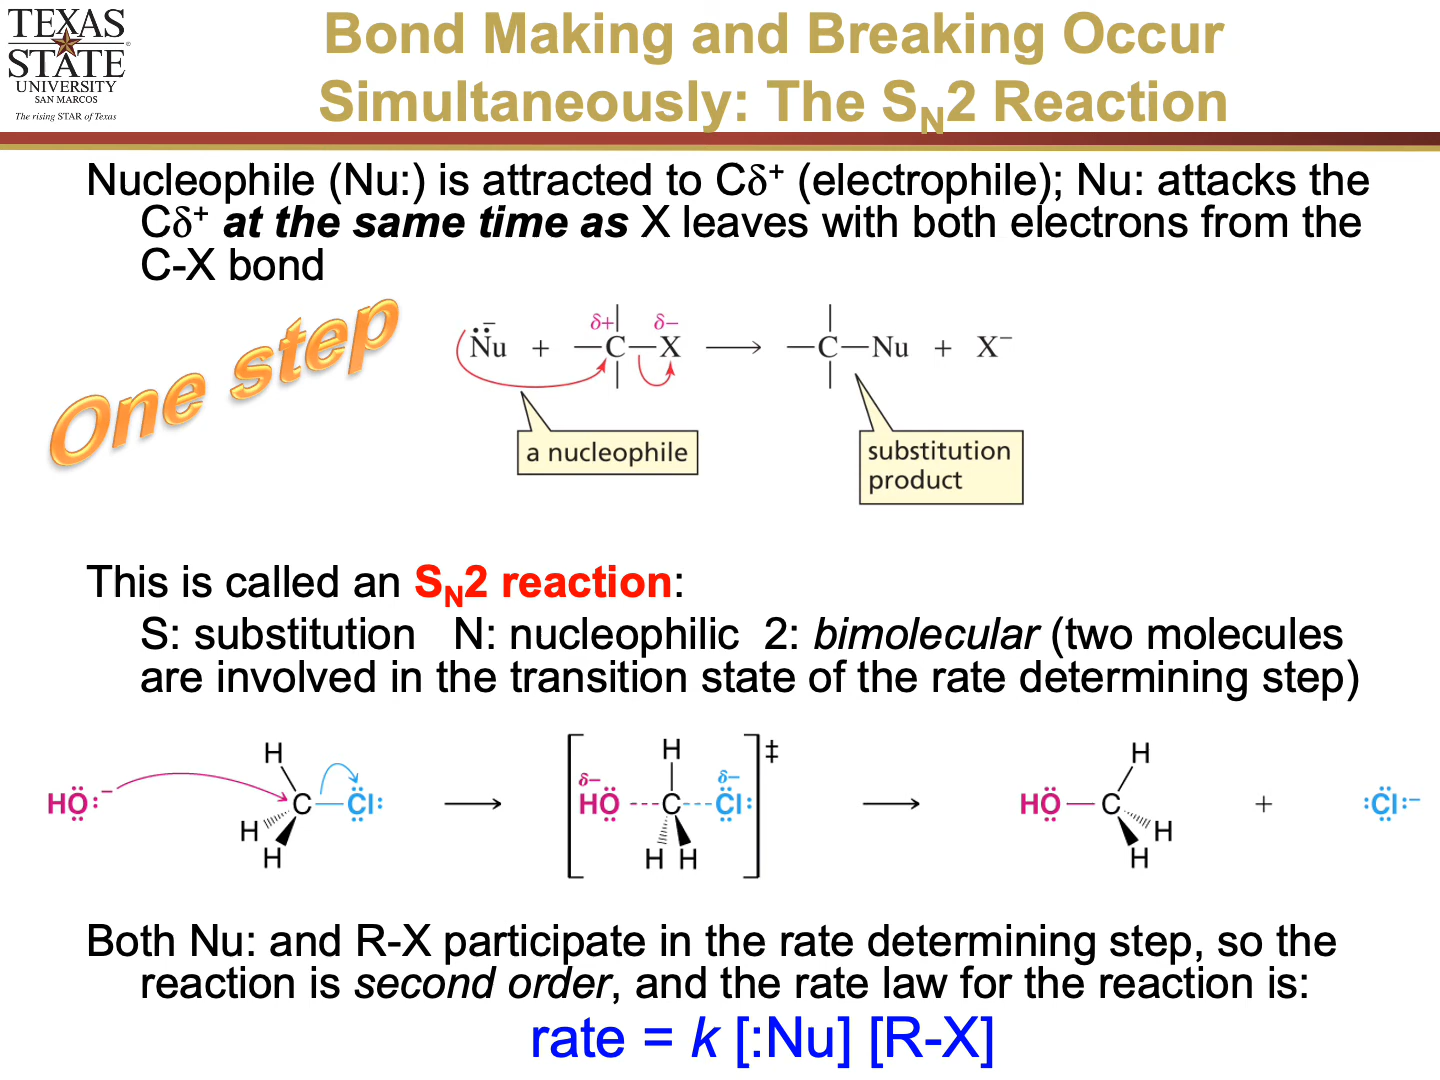 TEXAS
STATE
UNIVERSITY
SAN MARCOS
The rising STAR of Texas
Bond Making and Breaking Occur
Simultaneously: The SN2 Reaction
Nucleophile (Nu:) is attracted to Cδ+ (electrophile); Nu: attacks the
Cδ+ at the same time as X leaves with both electrons from the
C-X bond
One step
δ+ δ−
N̈u⁻ + —C—X ⟶ —C—Nu + X⁻
a nucleophile
substitution
product
This is called an SN2 reaction:
S: substitution N: nucleophilic 2: bimolecular (two molecules
are involved in the transition state of the rate determining step)
H H ‡ H
δ− δ−
HÖ:⁻ C—Cl: ⟶ HÖ---C---Cl: ⟶ HÖ—C + :Cl:⁻
H H
H H H H
Both Nu: and R-X participate in the rate determining step, so the
reaction is second order, and the rate law for the reaction is:
rate = k [:Nu] [R-X]